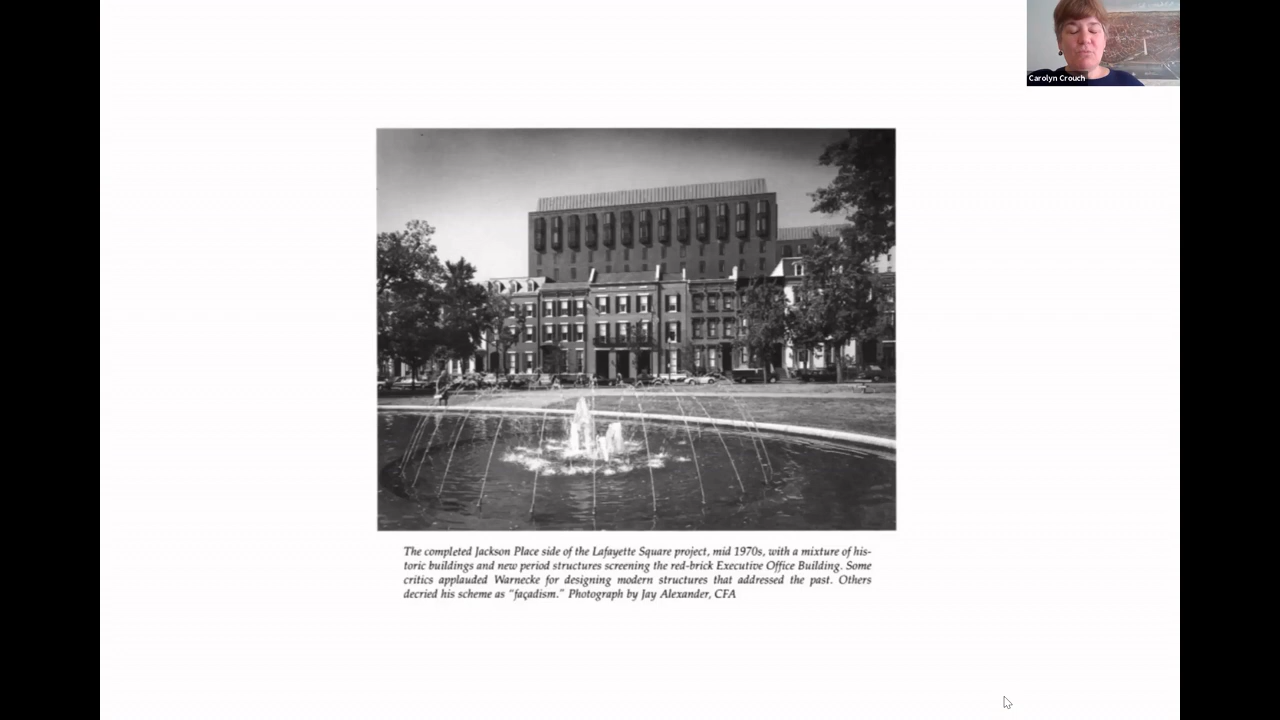 Carolyn Crouch
The completed Jackson Place side of the Lafayette Square project, mid 1970s, with a mixture of his-
toric buildings and new period structures screening the red-brick Executive Office Building. Some
critics applauded Warnecke for designing modern structures that addressed the past. Others
decried his scheme as "façadism." Photograph by Jay Alexander, CFA